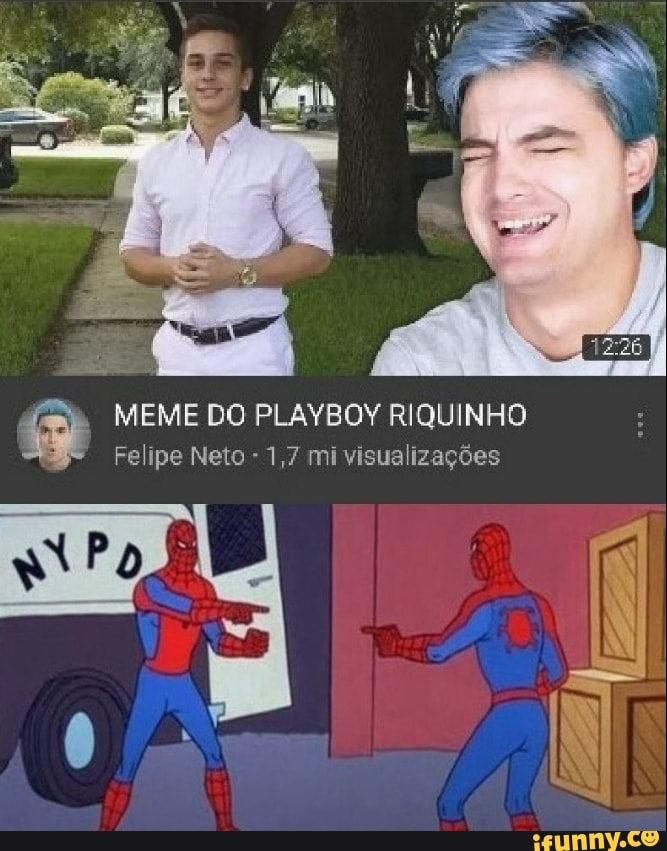 12:26
MEME DO PLAYBOY RIQUINHO
Felipe Neto · 1,7 mi visualizações
NYPD
ifunny.co